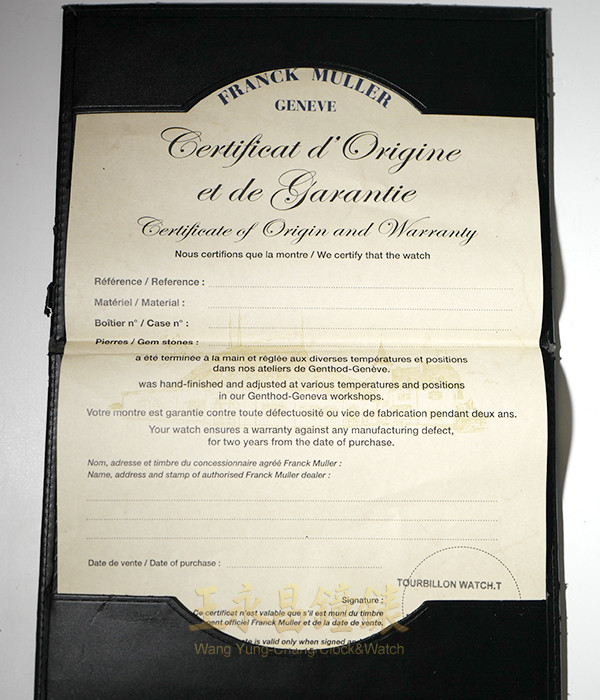 FRANCK MULLER
GENEVE
Certificat d'Origine
et de Garantie
Certificate of Origin and Warranty
Nous certifions que la montre / We certify that the watch
Référence / Reference :
Matériel / Material :
Boîtier n° / Case n° :
Pierres / Gem stones :
a été terminée à la main et réglée aux diverses températures et positions
dans nos ateliers de Genthod-Genève.
was hand-finished and adjusted at various temperatures and positions
in our Genthod-Geneva workshops.
Votre montre est garantie contre toute défectuosité ou vice de fabrication pendant deux ans.
Your watch ensures a warranty against any manufacturing defect,
for two years from the date of purchase.
Nom, adresse et timbre du concessionnaire agréé Franck Muller :
Name, address and stamp of authorised Franck Muller dealer :
Date de vente / Date of purchase :
TOURBILLON WATCH.T
Signature :
Ce certificat n'est valable que s'il est muni du timbre
officiel Franck Muller et de la date de vente.
is valid only when signed
王永昌鐘錶
Wang Yung-Chang Clock&Watch